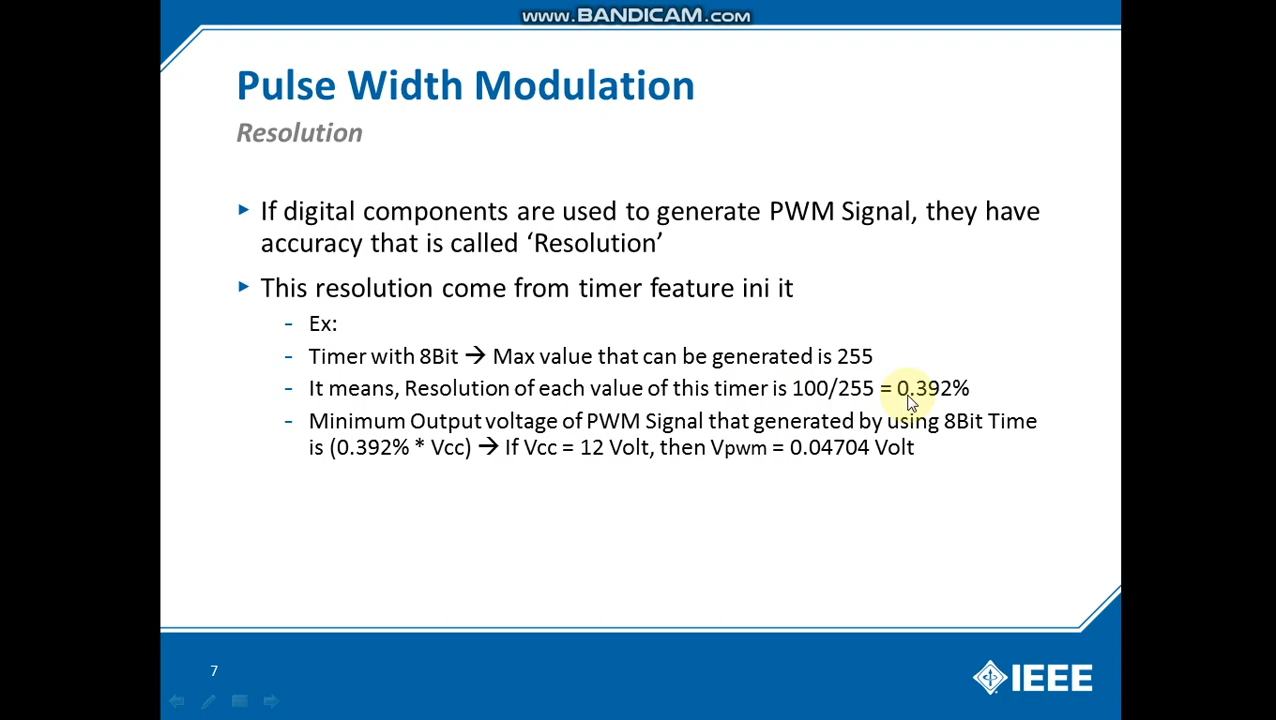 www.BANDICAM.com
Pulse Width Modulation
Resolution
If digital components are used to generate PWM Signal, they have
accuracy that is called ‘Resolution’
This resolution come from timer feature ini it
- Ex:
- Timer with 8Bit → Max value that can be generated is 255
- It means, Resolution of each value of this timer is 100/255 = 0.392%
- Minimum Output voltage of PWM Signal that generated by using 8Bit Time
is (0.392% * Vcc) → If Vcc = 12 Volt, then Vpwm = 0.04704 Volt
7
IEEE